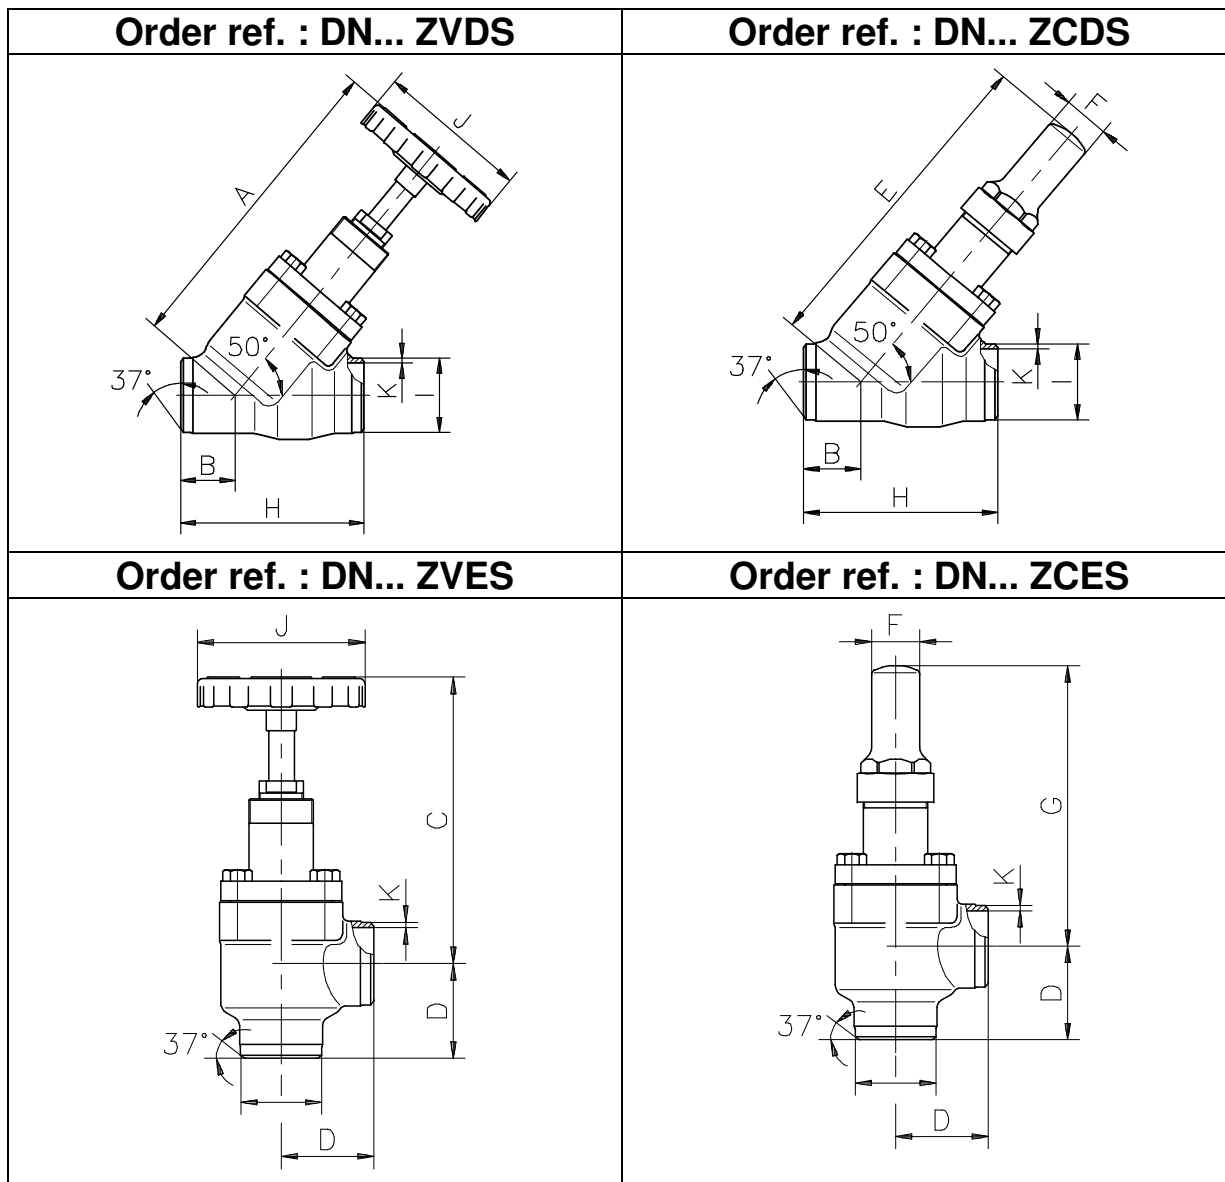 Order ref. : DN... ZVDS
Order ref. : DN... ZCDS
A
J
50°
37°
K
I
B
H
E
F
50°
37°
K
I
B
H
Order ref. : DN... ZVES
Order ref. : DN... ZCES
J
C
K
D
37°
D
F
G
K
D
37°
D